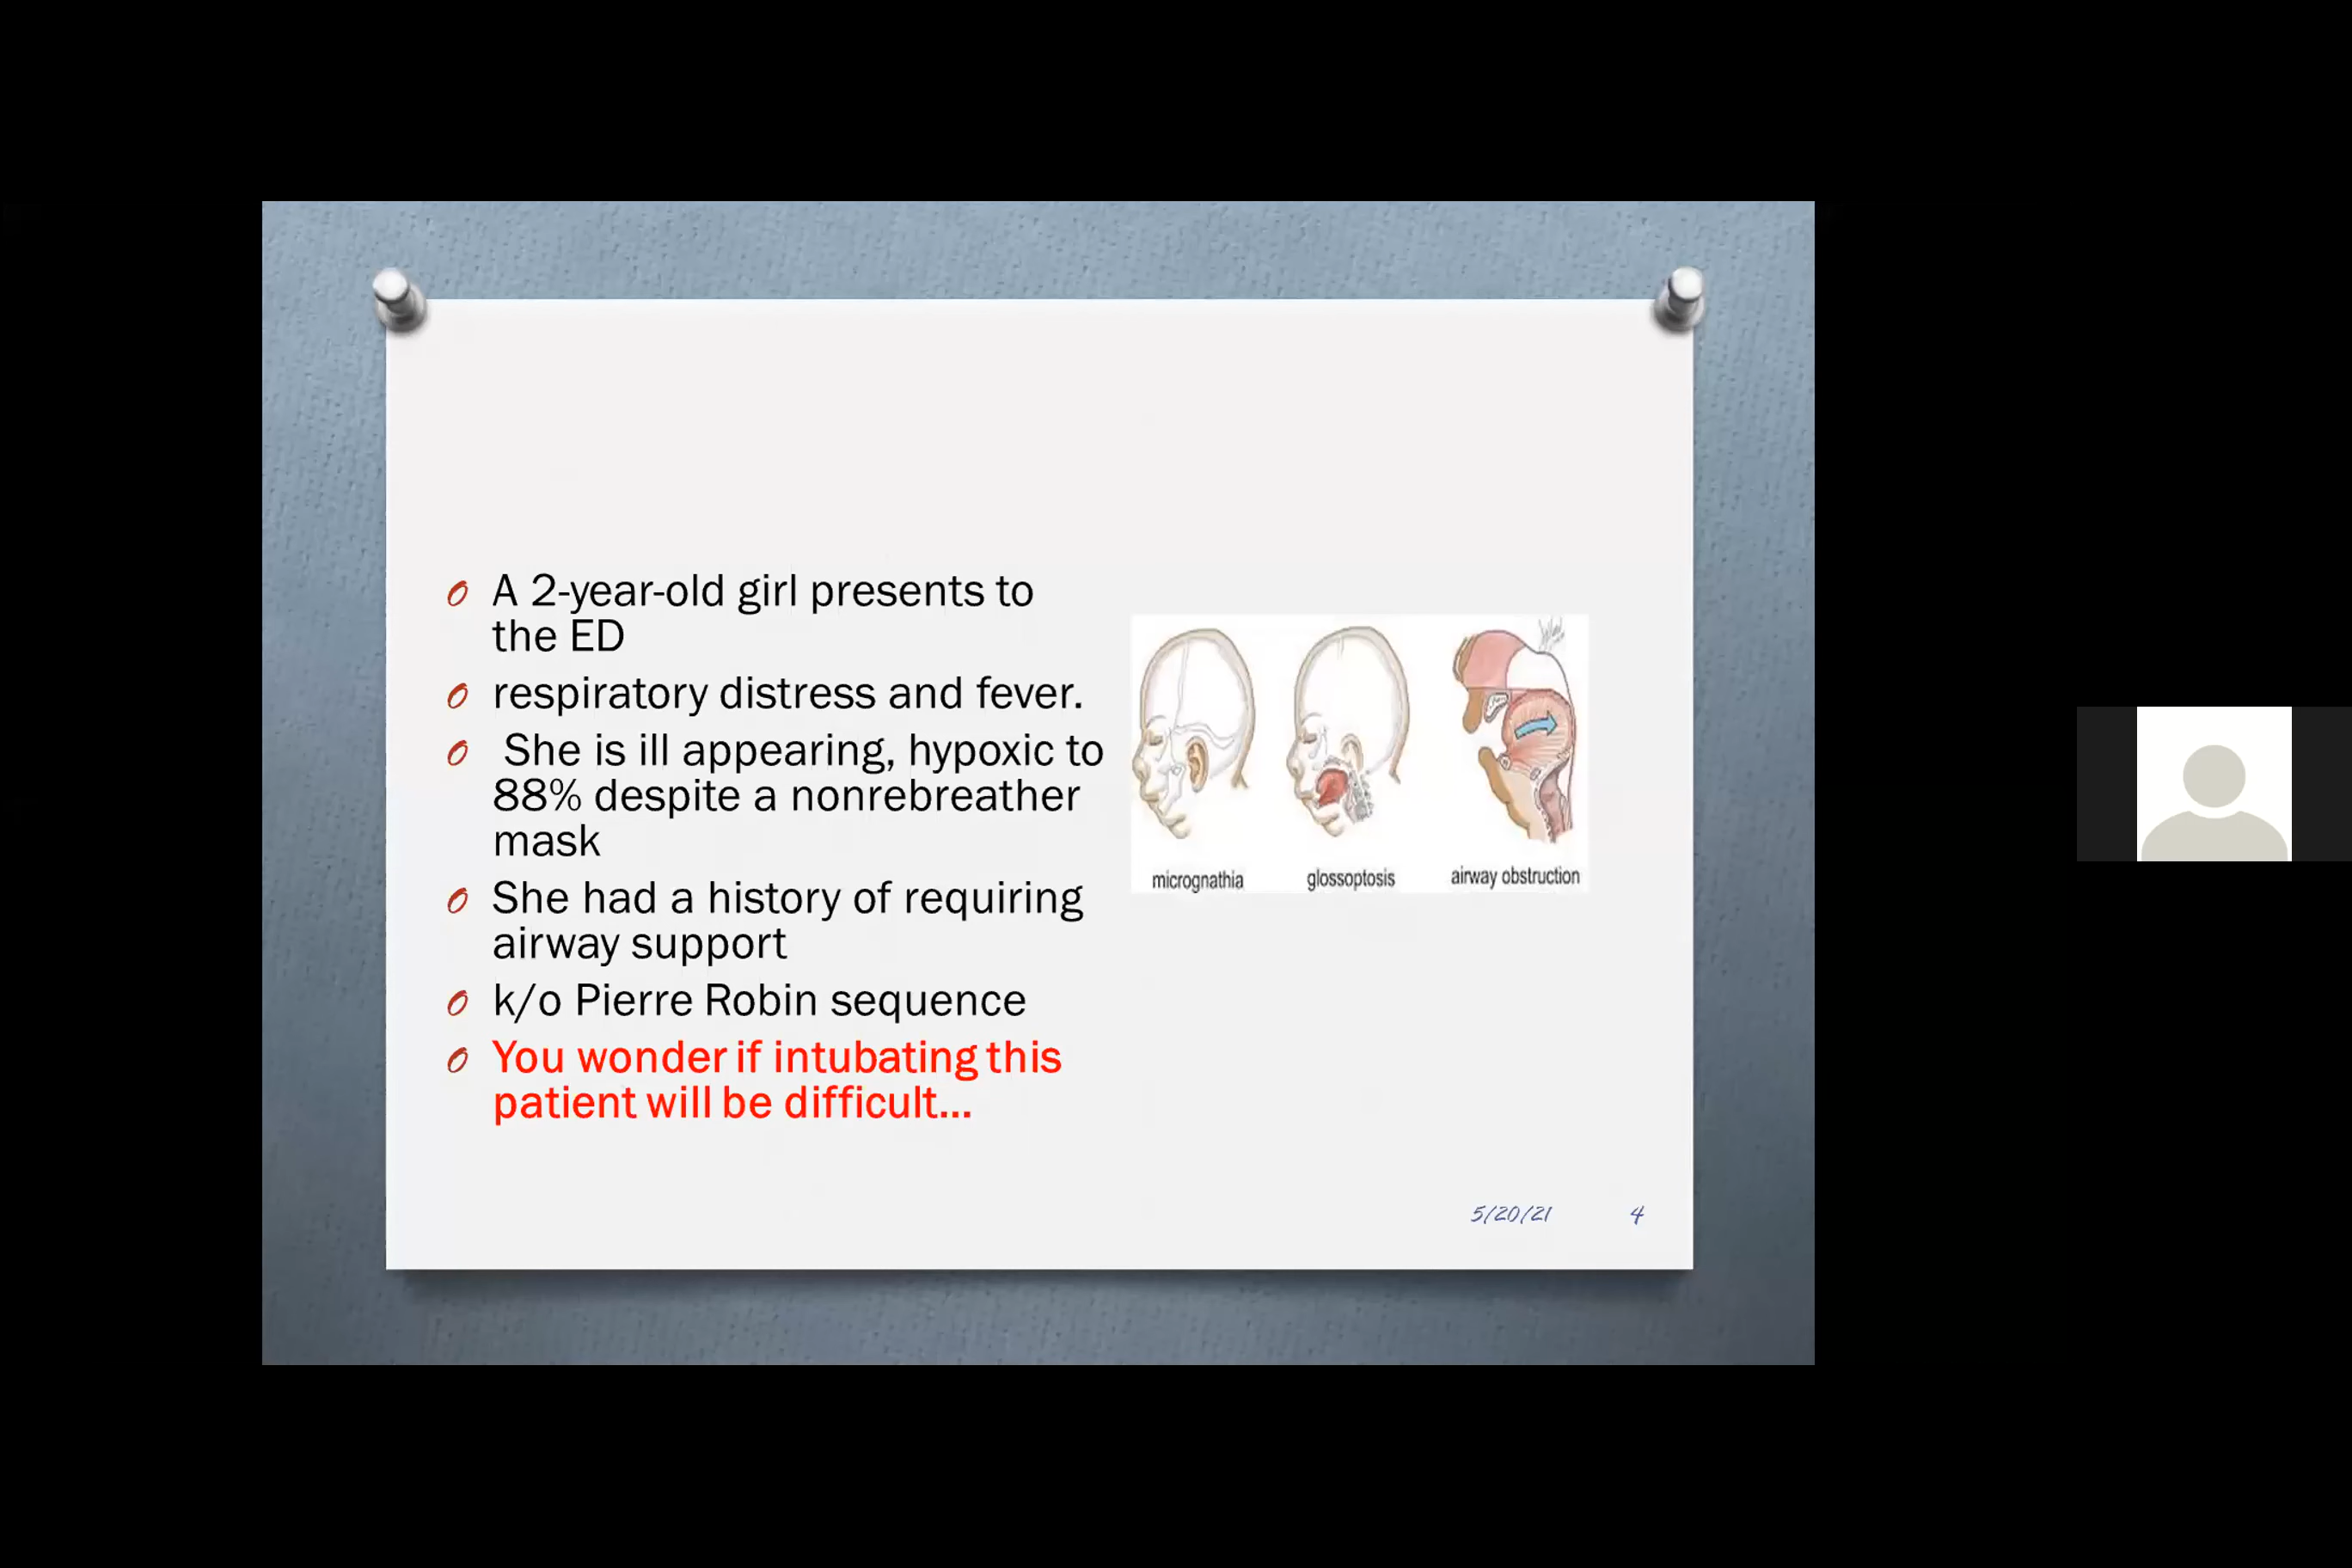 A 2-year-old girl presents to
the ED
respiratory distress and fever.
She is ill appearing, hypoxic to
88% despite a nonrebreather
mask
She had a history of requiring
airway support
k/o Pierre Robin sequence
You wonder if intubating this
patient will be difficult...
micrognathia glossoptosis airway obstruction
5/20/21 4